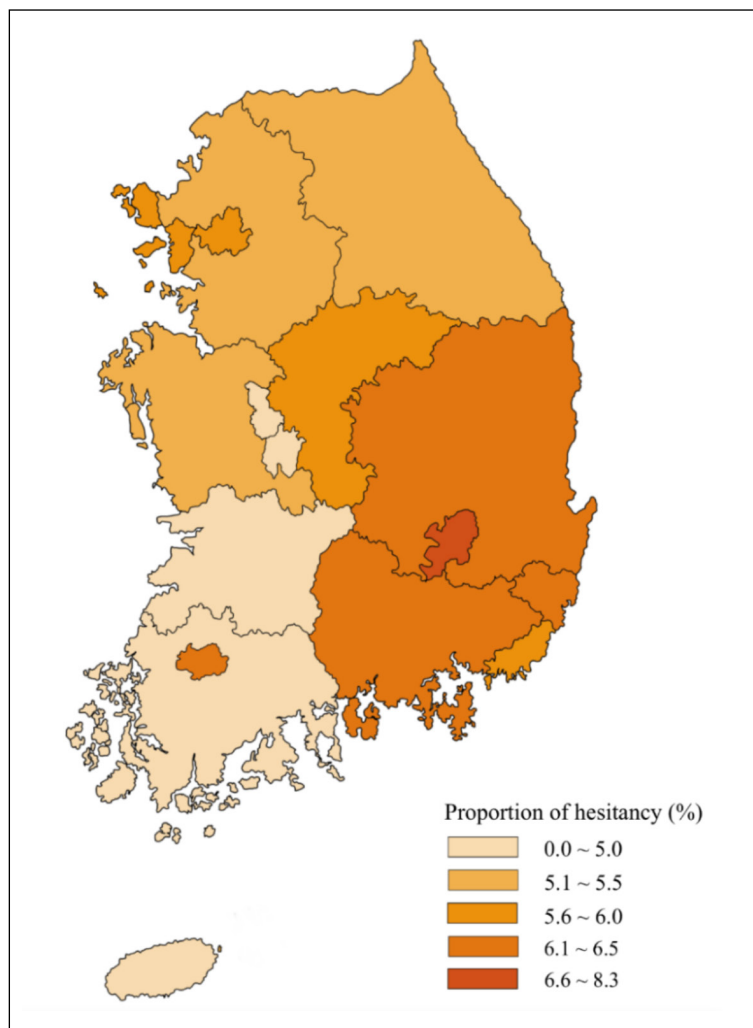 Proportion of hesitancy (%)
0.0 ~ 5.0
5.1 ~ 5.5
5.6 ~ 6.0
6.1 ~ 6.5
6.6 ~ 8.3